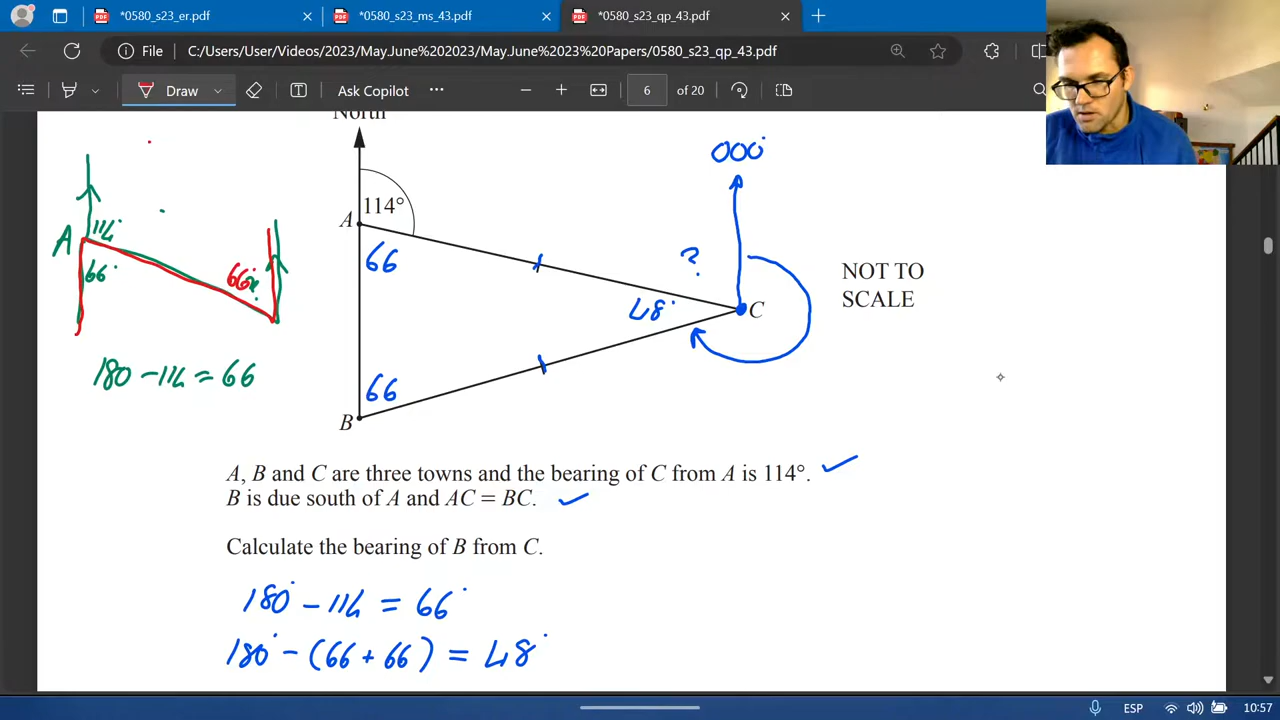 *0580_s23_er.pdf
*0580_s23_ms_43.pdf
*0580_s23_qp_43.pdf
File
C:/Users/User/Videos/2023/May.June%202023/May.June%2023%20Papers/0580_s23_qp_43.pdf
Draw
Ask Copilot
6 of 20
North
000°
114°
A
114°
A
66°
66°
x
66
?
48°
C
NOT TO
SCALE
180 - 114 = 66
66
B
A, B and C are three towns and the bearing of C from A is 114°.
B is due south of A and AC = BC.
Calculate the bearing of B from C.
180° - 114 = 66°
180° - (66 + 66) = 48°
ESP
10:57